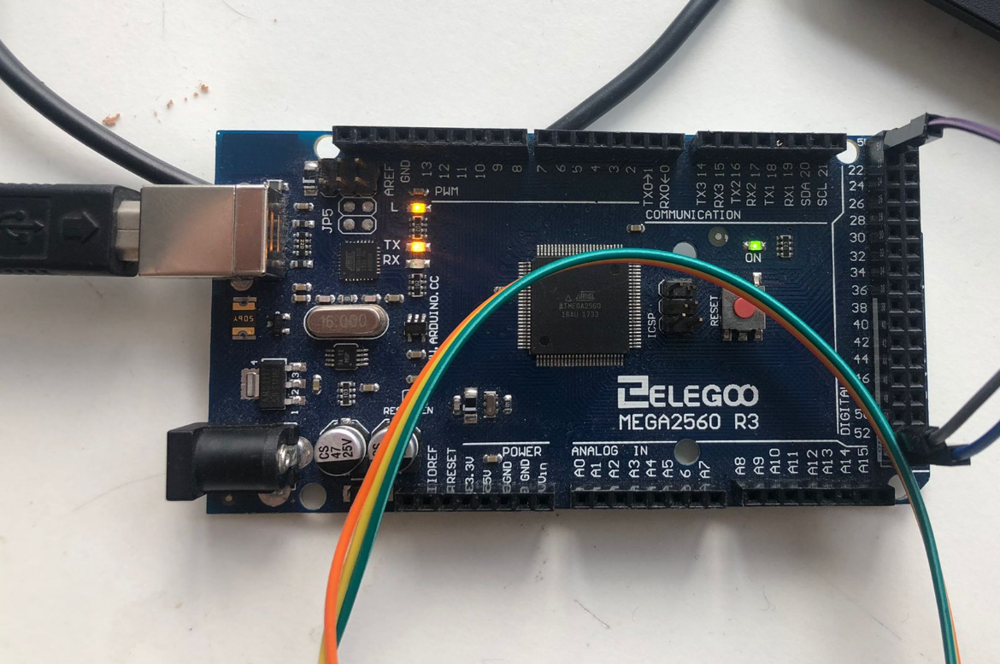 AREF
GND
13
12
11
10
9
8
7
6
5
4
3
2
TX0→1
RX0←0
TX3 14
RX3 15
TX2 16
RX2 17
TX1 18
RX1 19
SDA 20
SCL 21
PWM
L
TX
RX
JP5
COMMUNICATION
ON
22
24
26
28
30
32
34
36
38
40
42
44
46
52
ARDUINO.CC
ATMEL
ATMEGA2560
16AU 1733
ICSP
RESET
16.000
ELEGOO
MEGA2560 R3
CS
47
25V
POWER
IOREF
RESET
3.3V
5V
GND
GND
Vin
ANALOG IN
A0
A1
A2
A3
A4
A5
6
A7
A8
A9
A10
A11
A12
A13
A14
A15